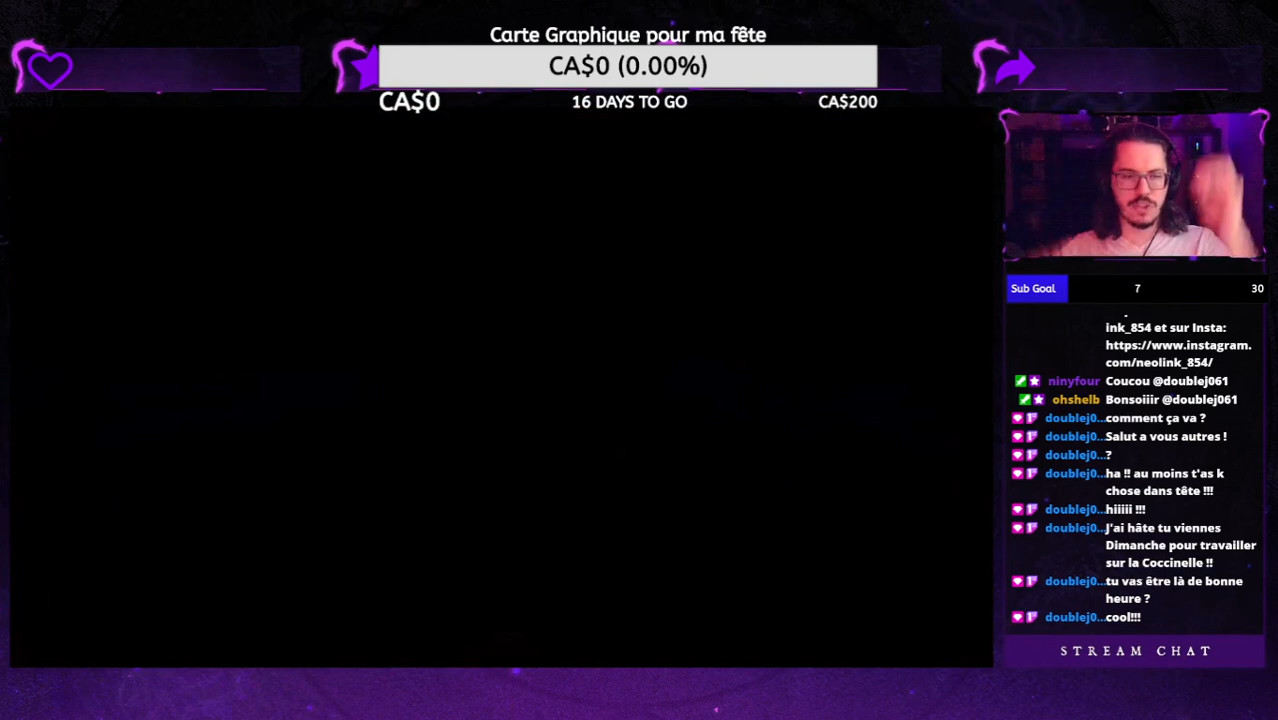 Carte Graphique pour ma fête
CA$0 (0.00%)
CA$0 16 DAYS TO GO CA$200
Sub Goal 7 30
ink_854 et sur Insta:
https://www.instagram.
com/neolink_854/
ninyfour Coucou @doublej061
ohshelb Bonsoiiir @doublej061
doublej0... comment ça va ?
doublej0... Salut a vous autres !
doublej0... ?
doublej0... ha !! au moins t'as k
chose dans tête !!!
doublej0... hiiiii !!!
doublej0... J'ai hâte tu viennes
Dimanche pour travailler
sur la Coccinelle !!
doublej0... tu vas être là de bonne
heure ?
doublej0... cool!!!
STREAM CHAT